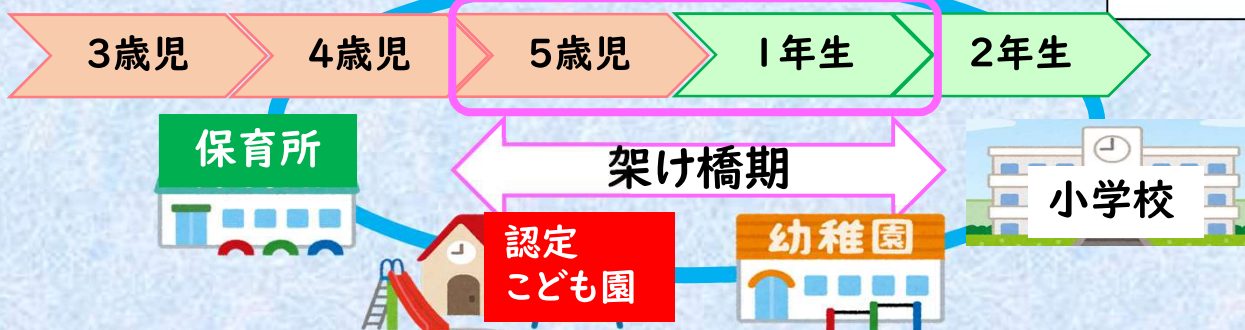 3歳児 4歳児 5歳児 1年生 2年生
保育所
架け橋期
小学校
認定
こども園
幼稚園